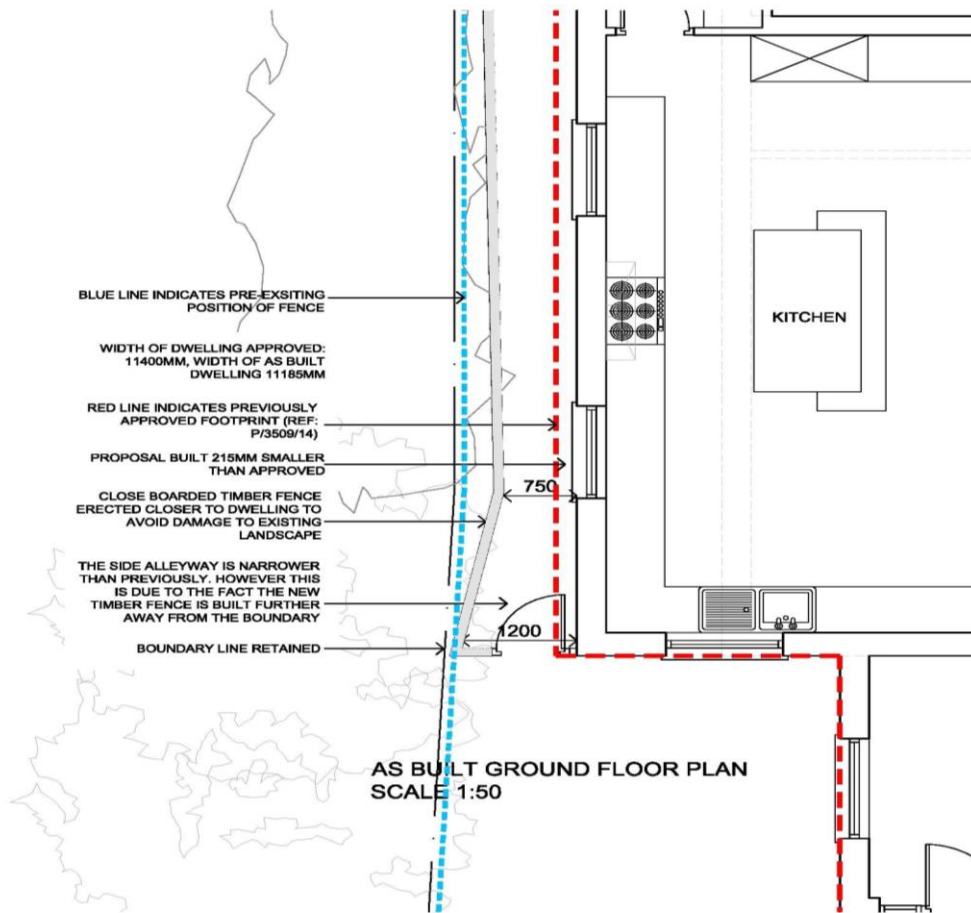 BLUE LINE INDICATES PRE-EXSITING
POSITION OF FENCE
WIDTH OF DWELLING APPROVED:
11400MM, WIDTH OF AS BUILT
DWELLING 11185MM
RED LINE INDICATES PREVIOUSLY
APPROVED FOOTPRINT (REF:
P/3509/14)
PROPOSAL BUILT 215MM SMALLER
THAN APPROVED
CLOSE BOARDED TIMBER FENCE
ERECTED CLOSER TO DWELLING TO
AVOID DAMAGE TO EXISTING
LANDSCAPE
THE SIDE ALLEYWAY IS NARROWER
THAN PREVIOUSLY. HOWEVER THIS
IS DUE TO THE FACT THE NEW
TIMBER FENCE IS BUILT FURTHER
AWAY FROM THE BOUNDARY
BOUNDARY LINE RETAINED
KITCHEN
750
1200
AS BUILT GROUND FLOOR PLAN
SCALE 1:50